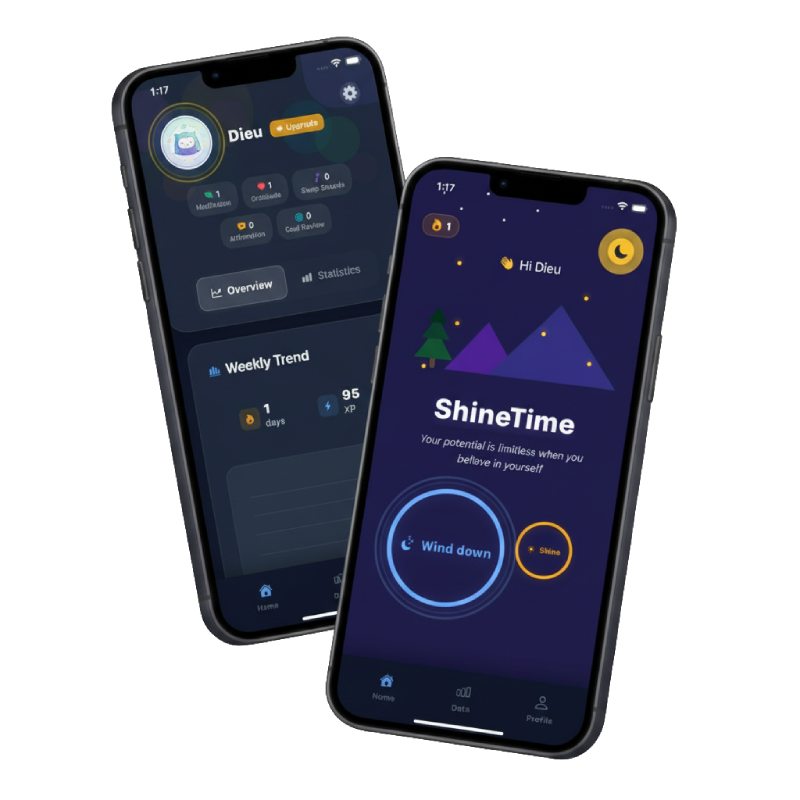 1:17
Dieu
Upgrade
1
Meditation
1
Gratitude
0
Sleep Sounds
0
Affirmation
0
Goal Review
Overview
Statistics
Weekly Trend
1
days
95
XP
Home
1:17
1
Hi Dieu
ShineTime
Your potential is limitless when you
believe in yourself
Wind down
Shine
Home
Data
Profile